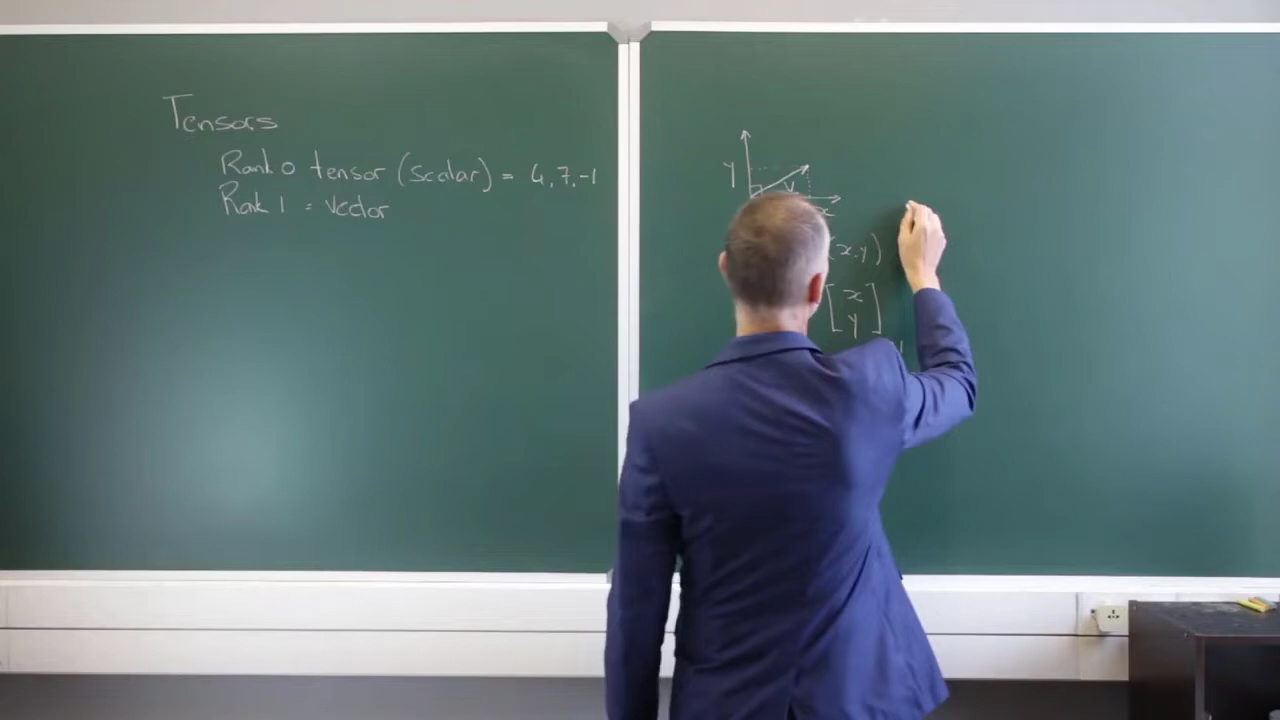 Tensors
Rank 0 tensor (scalar) = 4, 7, -1
Rank 1 = vector
y
v
x
(x, y)
[x
y]